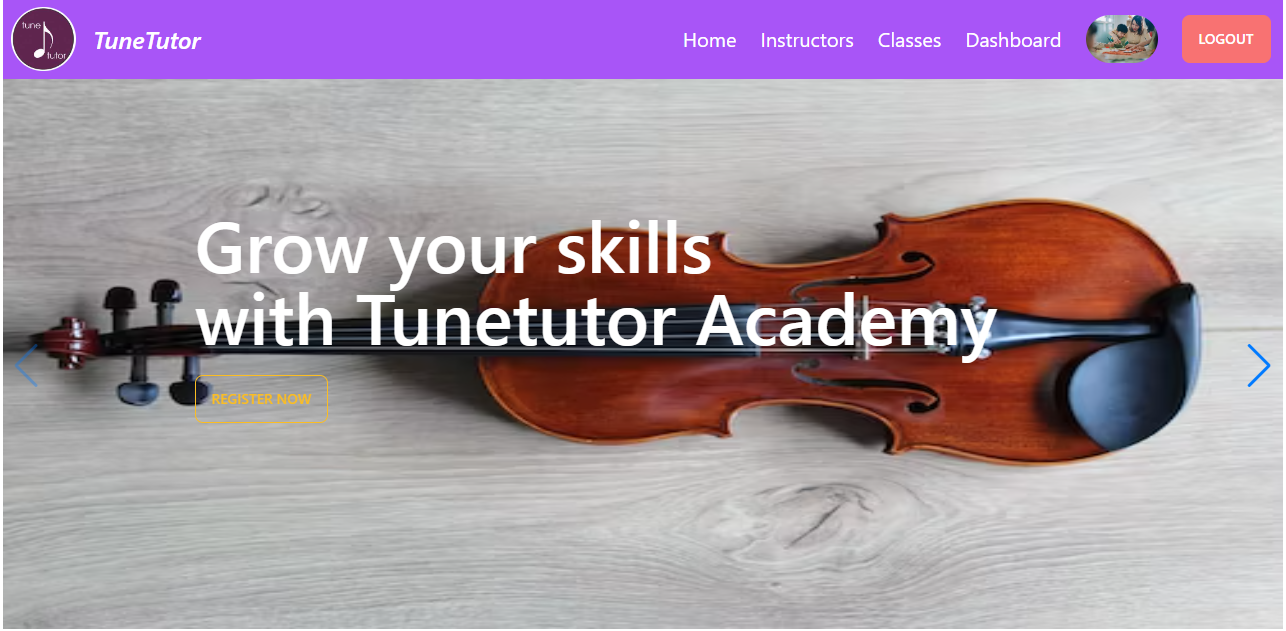 tune
tutor
TuneTutor
Home
Instructors
Classes
Dashboard
LOGOUT
Grow your skills
with Tunetutor Academy
REGISTER NOW